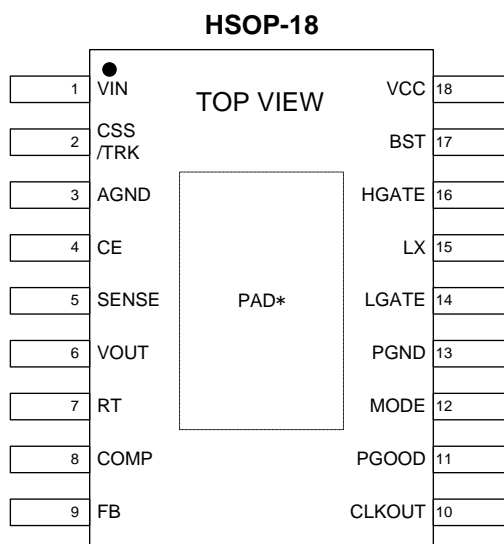 HSOP-18
TOP VIEW
1 VIN
2 CSS
/TRK
3 AGND
4 CE
5 SENSE
6 VOUT
7 RT
8 COMP
9 FB
PAD*
VCC 18
BST 17
HGATE 16
LX 15
LGATE 14
PGND 13
MODE 12
PGOOD 11
CLKOUT 10